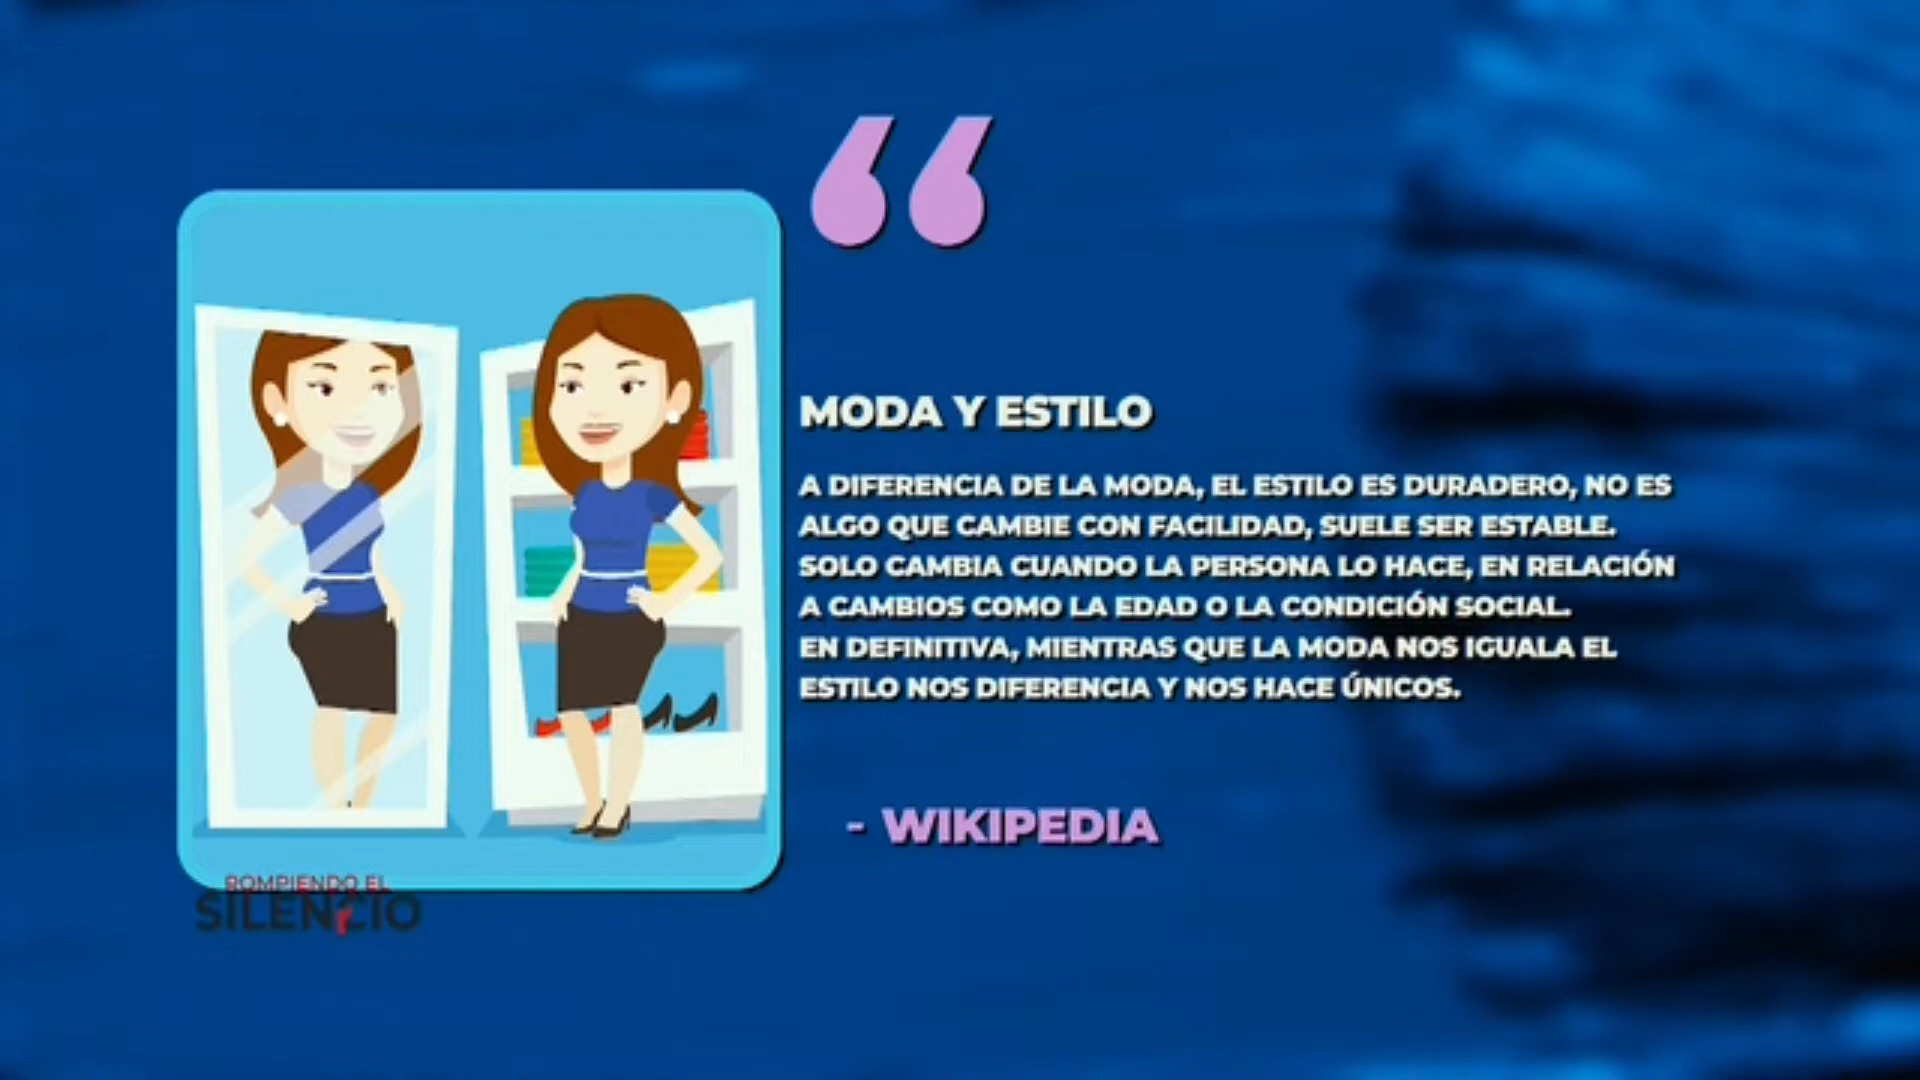 “
MODA Y ESTILO
A DIFERENCIA DE LA MODA, EL ESTILO ES DURADERO, NO ES
ALGO QUE CAMBIE CON FACILIDAD, SUELE SER ESTABLE.
SOLO CAMBIA CUANDO LA PERSONA LO HACE, EN RELACIÓN
A CAMBIOS COMO LA EDAD O LA CONDICIÓN SOCIAL.
EN DEFINITIVA, MIENTRAS QUE LA MODA NOS IGUALA EL
ESTILO NOS DIFERENCIA Y NOS HACE ÚNICOS.
- WIKIPEDIA
ROMPIENDO EL
SILENCIO